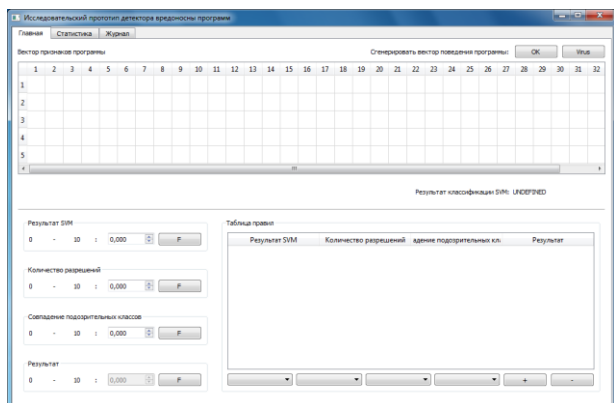 Исследовательский прототип детектора вредоносны программ
Главная Статистика Журнал
Вектор признаков программы Сгенерировать вектор поведения программы: OK Virus
1 2 3 4 5 6 7 8 9 10 11 12 13 14 15 16 17 18 19 20 21 22 23 24 25 26 27 28 29 30 31 32
1
2
3
4
5
Результат классификации SVM: UNDEFINED
Результат SVM
0 - 10 : 0,000 F
Количество разрешений
0 - 10 : 0,000 F
Совпадение подозрительных классов
0 - 10 : 0,000 F
Результат
0 - 10 : 0,000 F
Таблица правил
Результат SVM Количество разрешений адение подозрительных кла Результат
+ -